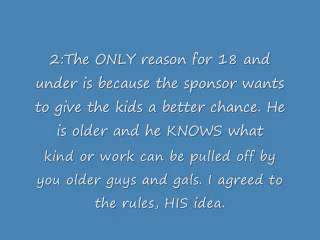 2:The ONLY reason for 18 and
under is because the sponsor wants
to give the kids a better chance. He
is older and he KNOWS what
kind or work can be pulled off by
you older guys and gals. I agreed to
the rules, HIS idea.